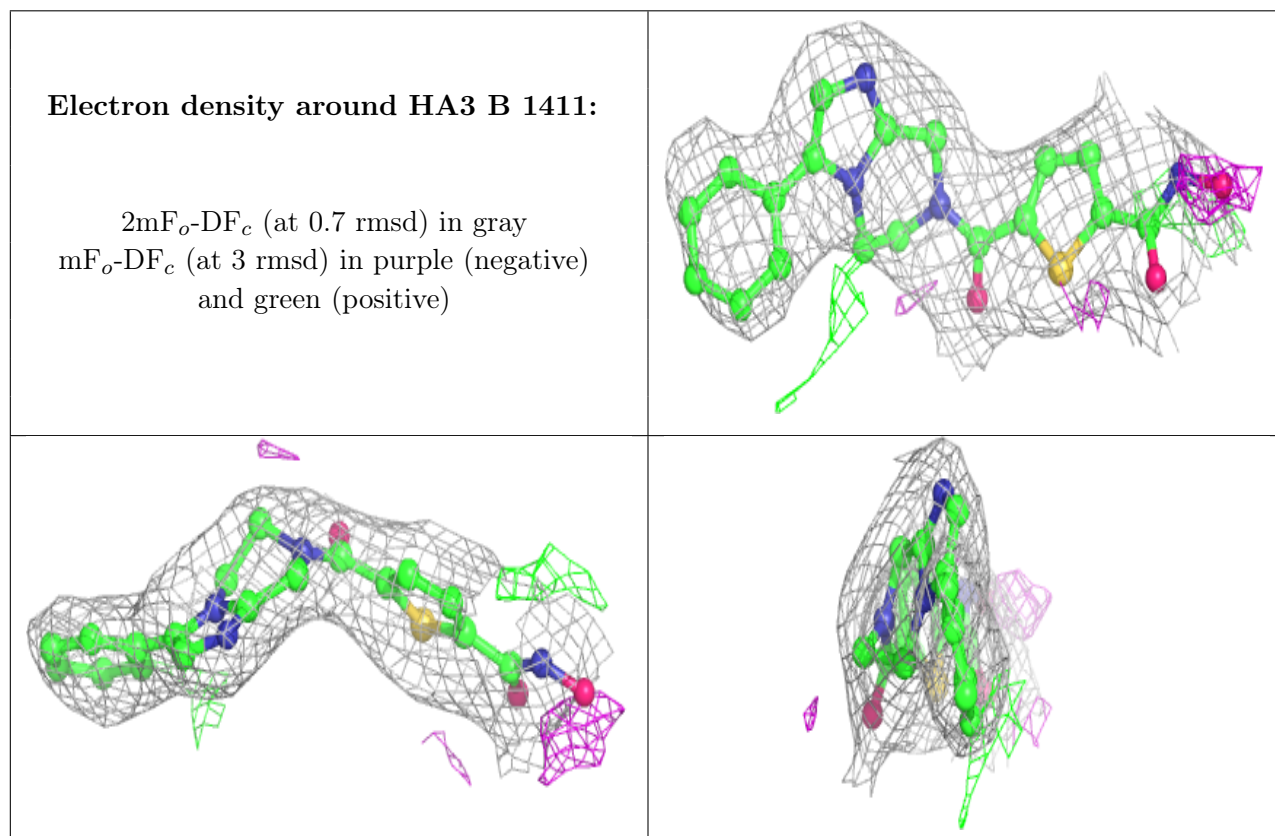 Electron density around HA3 B 1411:
2mFo-DFc (at 0.7 rmsd) in gray
mFo-DFc (at 3 rmsd) in purple (negative)
and green (positive)